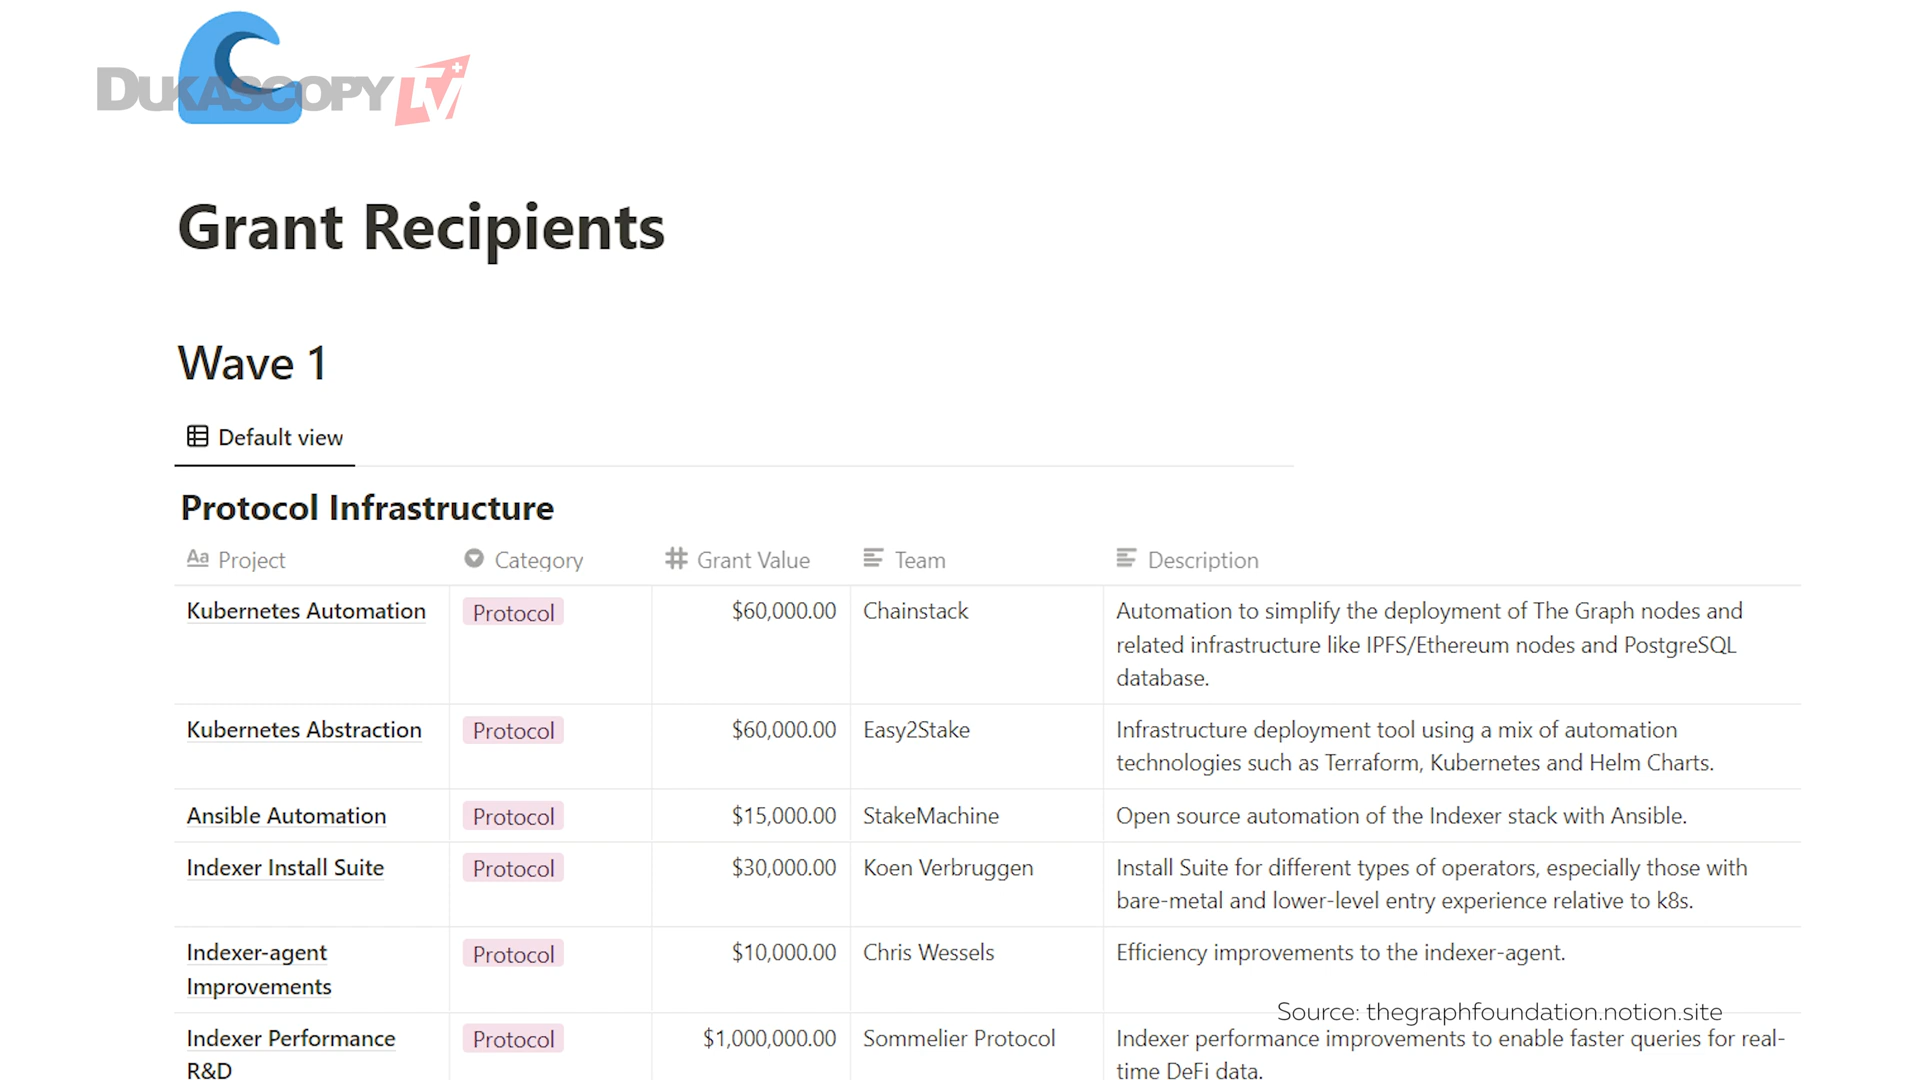 DUKASCOPY TV
Grant Recipients
Wave 1
Default view
Protocol Infrastructure
Aa Project Category Grant Value Team Description
Kubernetes Automation Protocol $60,000.00 Chainstack Automation to simplify the deployment of The Graph nodes and
related infrastructure like IPFS/Ethereum nodes and PostgreSQL
database.
Kubernetes Abstraction Protocol $60,000.00 Easy2Stake Infrastructure deployment tool using a mix of automation
technologies such as Terraform, Kubernetes and Helm Charts.
Ansible Automation Protocol $15,000.00 StakeMachine Open source automation of the Indexer stack with Ansible.
Indexer Install Suite Protocol $30,000.00 Koen Verbruggen Install Suite for different types of operators, especially those with
bare-metal and lower-level entry experience relative to k8s.
Indexer-agent Protocol $10,000.00 Chris Wessels Efficiency improvements to the indexer-agent.
Improvements
Source: thegraphfoundation.notion.site
Indexer Performance Protocol $1,000,000.00 Sommelier Protocol Indexer performance improvements to enable faster queries for real-
R&D time DeFi data.